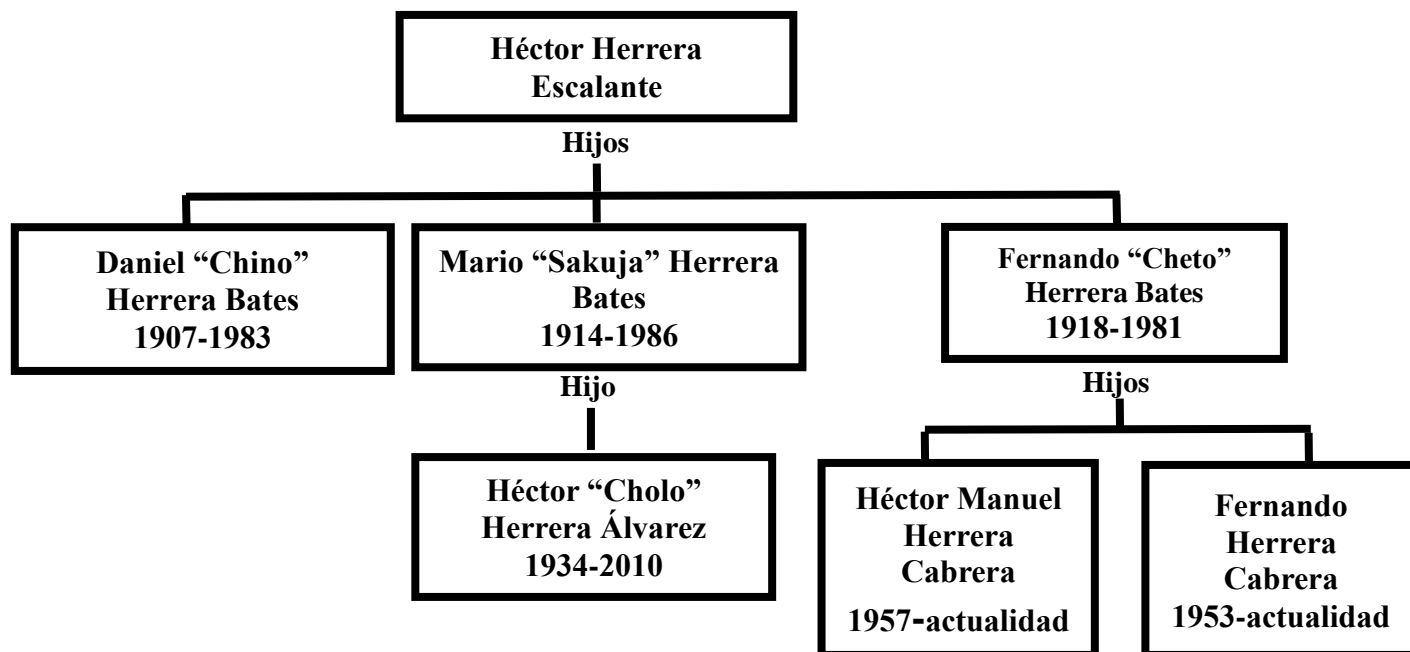 Héctor Herrera
Escalante
Hijos
Daniel “Chino”
Herrera Bates
1907-1983
Mario “Sakuja” Herrera
Bates
1914-1986
Fernando “Cheto”
Herrera Bates
1918-1981
Hijo
Hijos
Héctor “Cholo”
Herrera Álvarez
1934-2010
Héctor Manuel
Herrera
Cabrera
1957-actualidad
Fernando
Herrera
Cabrera
1953-actualidad